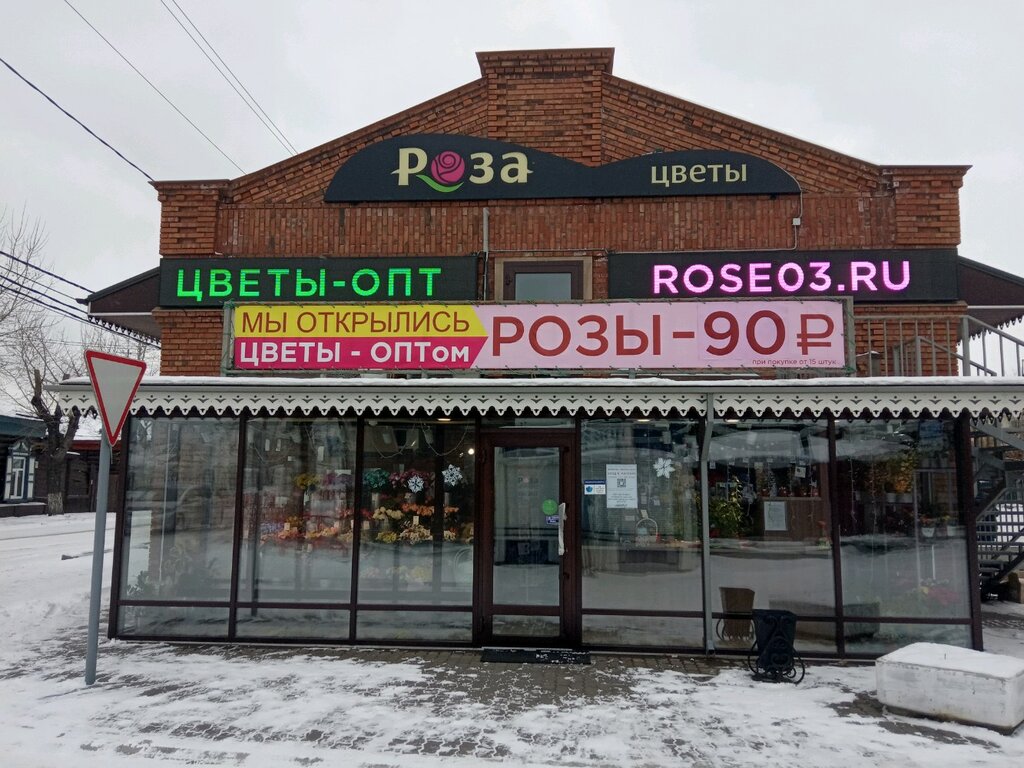 Роза цветы
ЦВЕТЫ-ОПТ
ROSE03.RU
МЫ ОТКРЫЛИСЬ
ЦВЕТЫ - ОПТом
РОЗЫ-90₽
при покупке от 15 штук